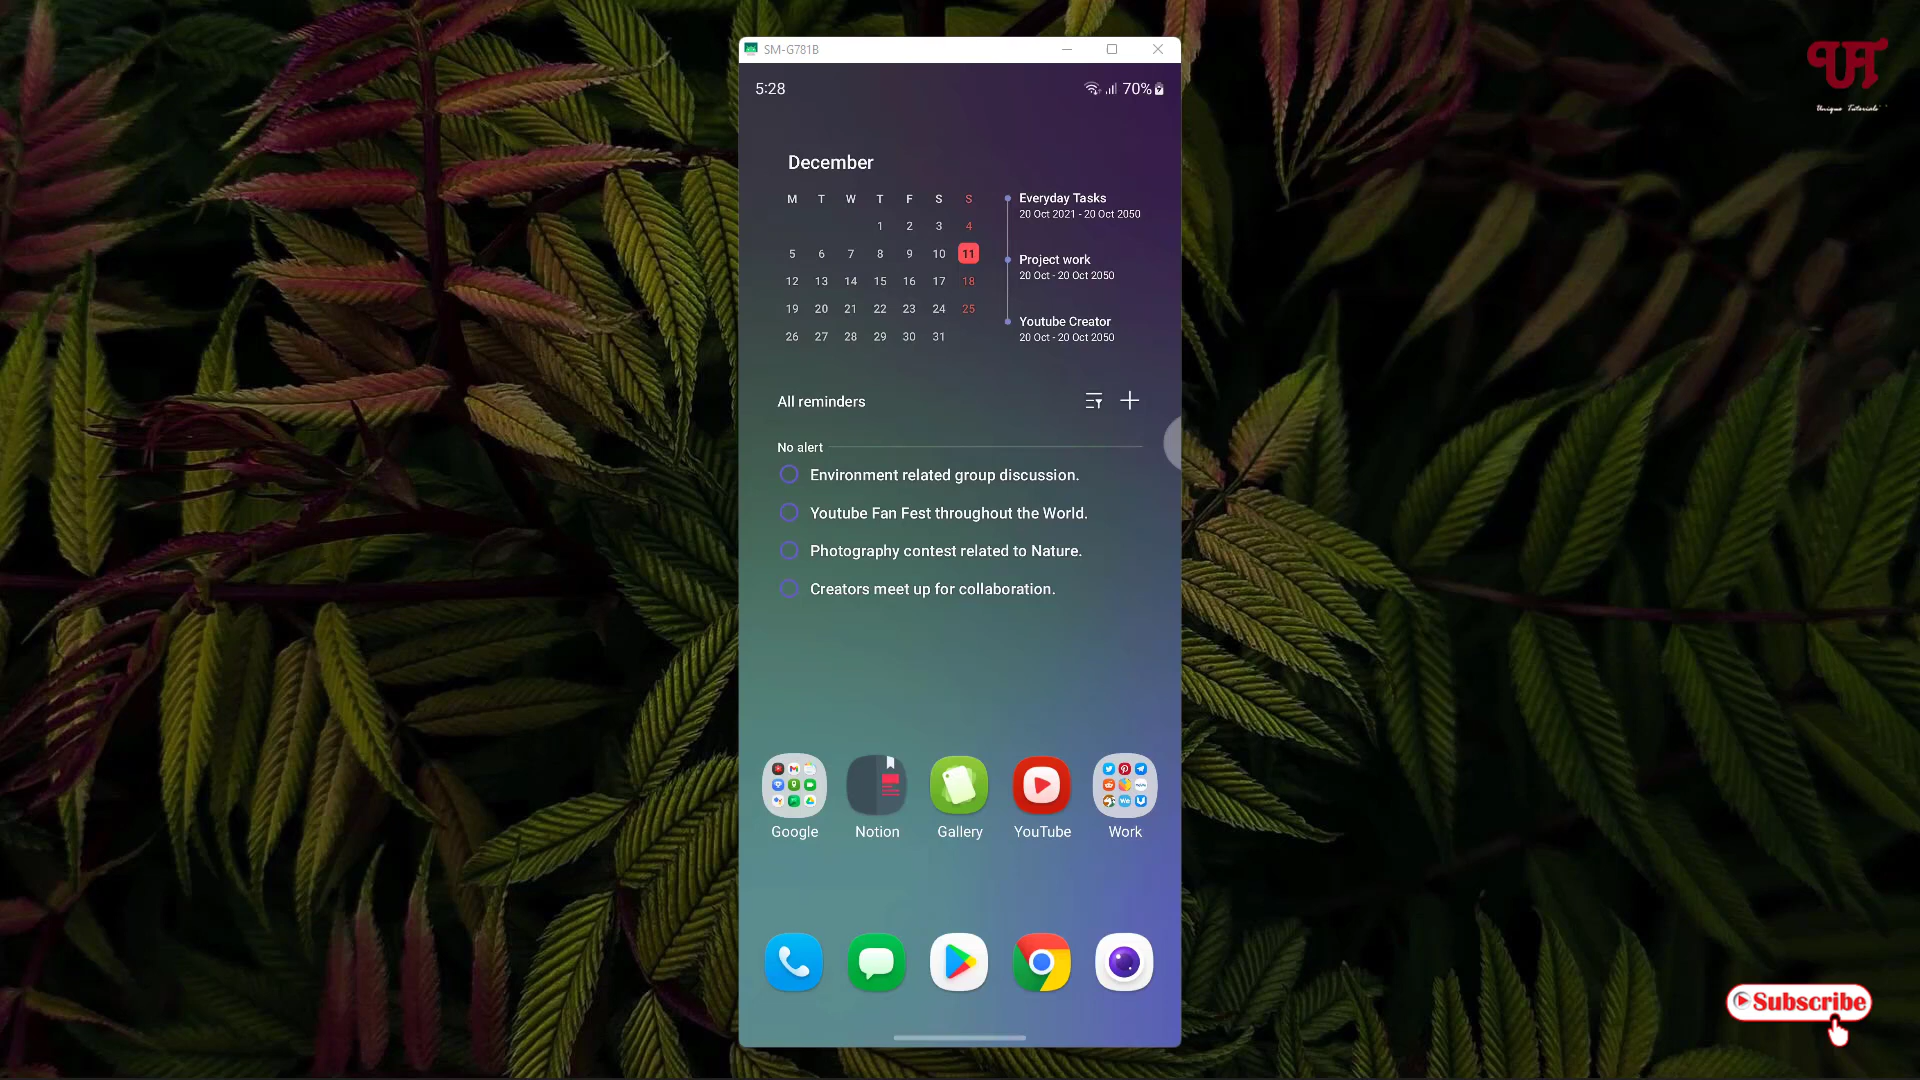 SM-G781B
5:28
70%
December
M T W T F S S
1 2 3 4
5 6 7 8 9 10 11
12 13 14 15 16 17 18
19 20 21 22 23 24 25
26 27 28 29 30 31
Everyday Tasks
20 Oct 2021 - 20 Oct 2050
Project work
20 Oct - 20 Oct 2050
Youtube Creator
20 Oct - 20 Oct 2050
All reminders
No alert
Environment related group discussion.
Youtube Fan Fest throughout the World.
Photography contest related to Nature.
Creators meet up for collaboration.
Google Notion Gallery YouTube Work
UT
Unique Tutorials
Subscribe